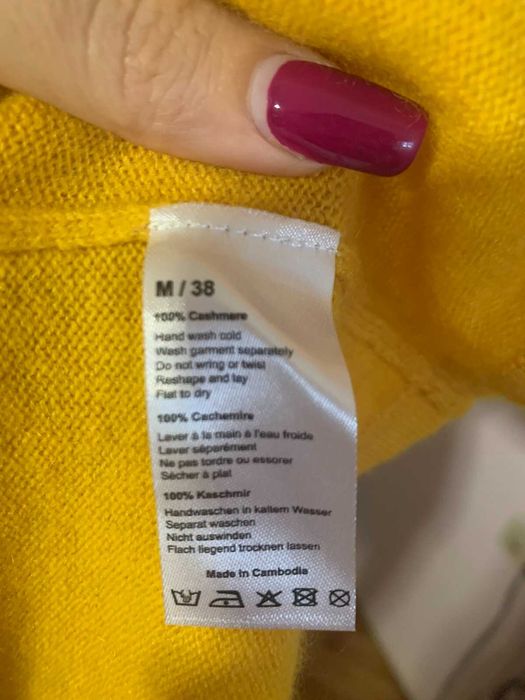 M / 38
100% Cashmere
Hand wash cold
Wash garment separately
Do not wring or twist
Reshape and lay
Flat to dry
100% Cachemire
Laver à la main à l'eau froide
Laver séparément
Ne pas tordre ou essorer
Sécher à plat
100% Kaschmir
Handwaschen in kaltem Wasser
Separat waschen
Nicht auswinden
Flach liegend trocknen lassen
Made in Cambodia